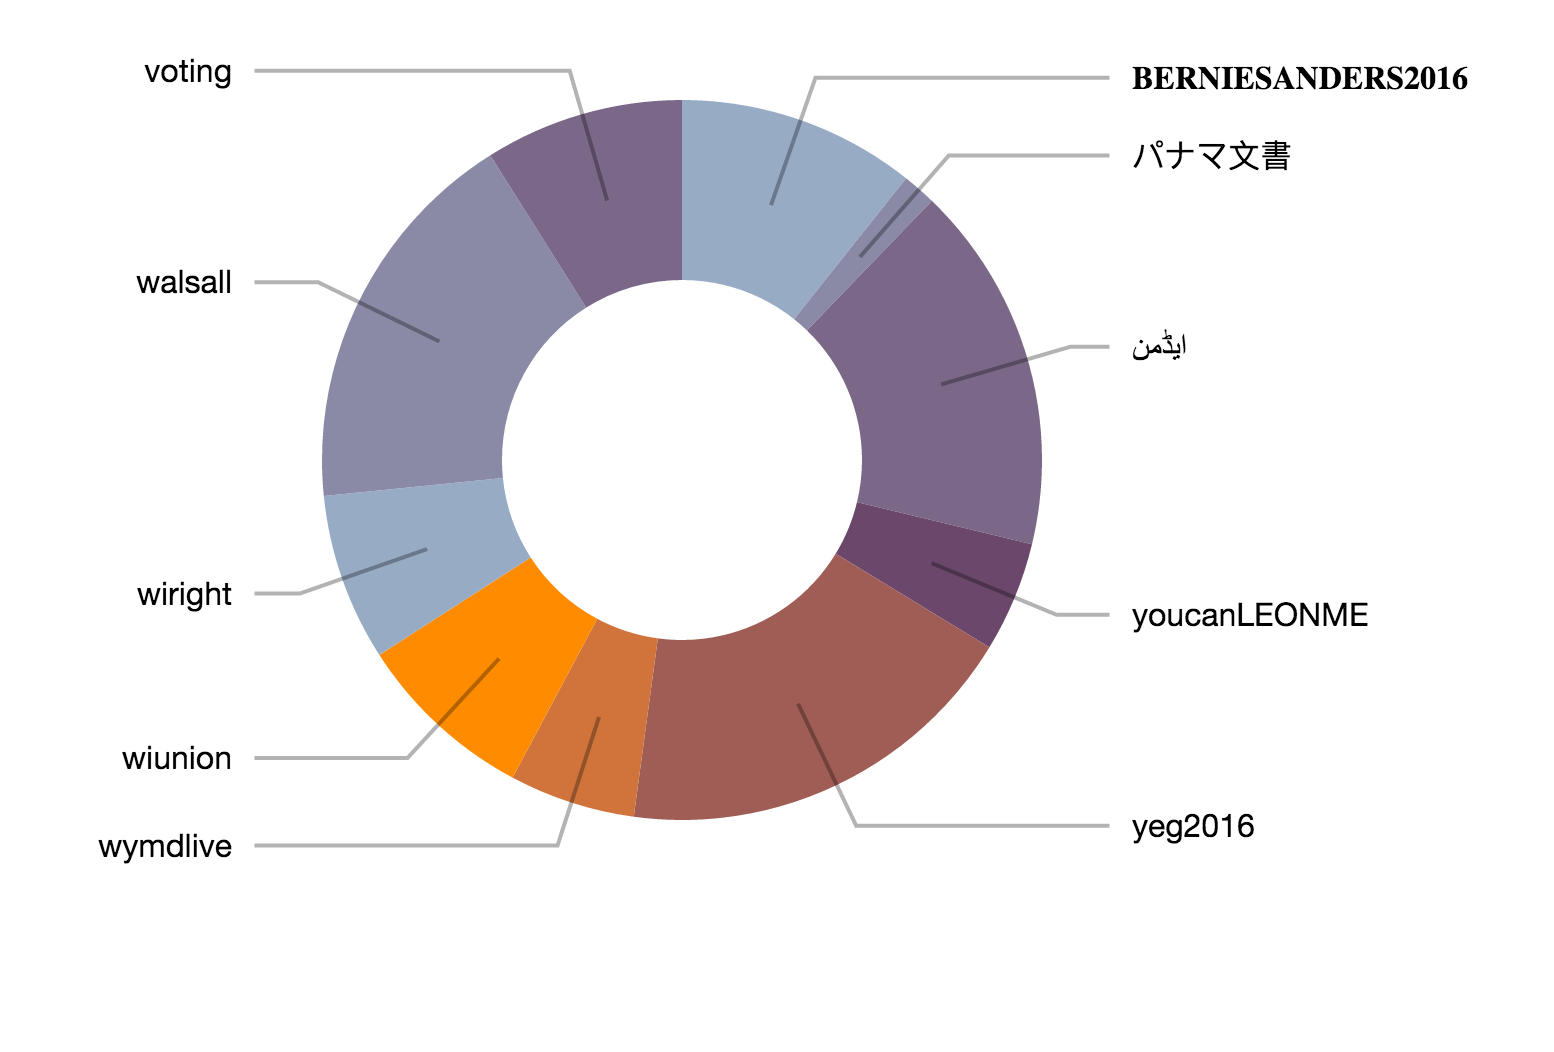 voting
BERNIESANDERS2016
パナマ文書
walsall
ایڈمن
wiright
youcanLEONME
wiunion
yeg2016
wymdlive